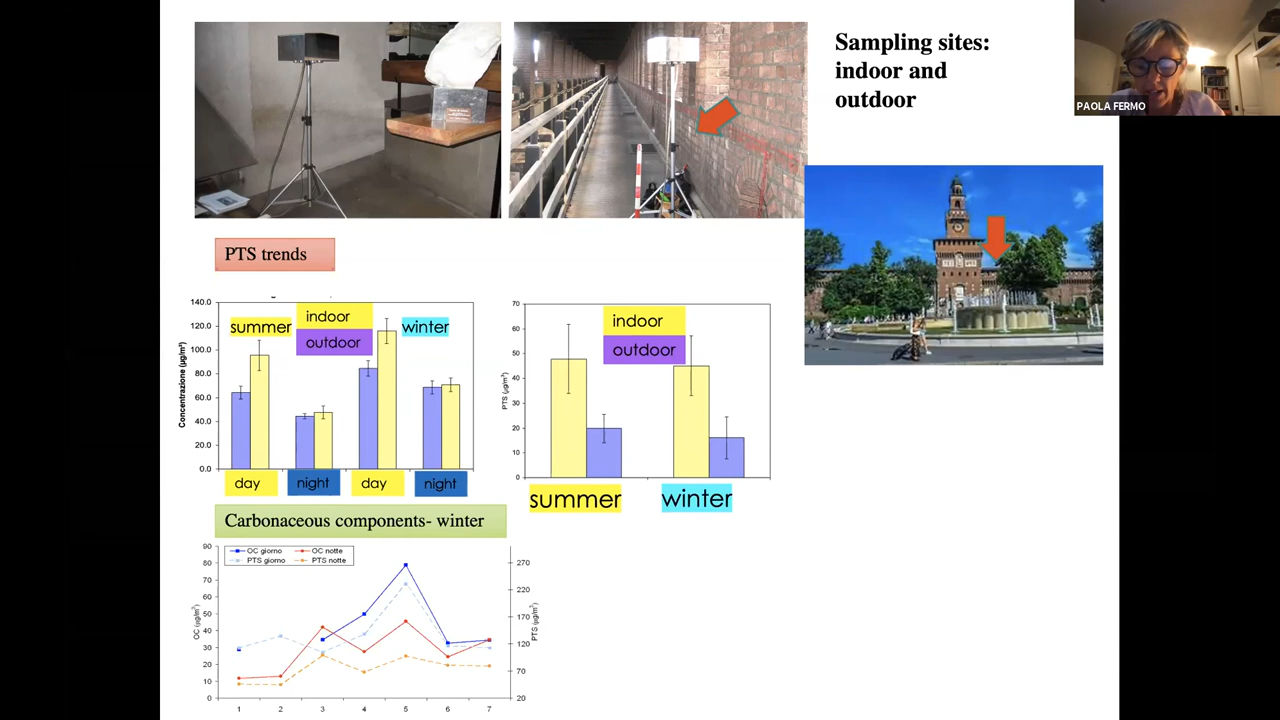 Sampling sites:
indoor and
outdoor
PAOLA FERMO
PTS trends
140.0
120.0
100.0
80.0
60.0
40.0
20.0
0.0
Concentrazione (µg/m³)
summer
indoor
outdoor
winter
day
night
day
night
70
60
50
40
30
20
10
0
PTS (µg/m³)
indoor
outdoor
summer
winter
Carbonaceous components- winter
90
80
70
60
50
40
30
20
10
0
OC (µg/m³)
OC giorno
OC notte
PTS giorno
PTS notte
270
220
170
120
70
20
PTS (µg/m³)
1 2 3 4 5 6 7